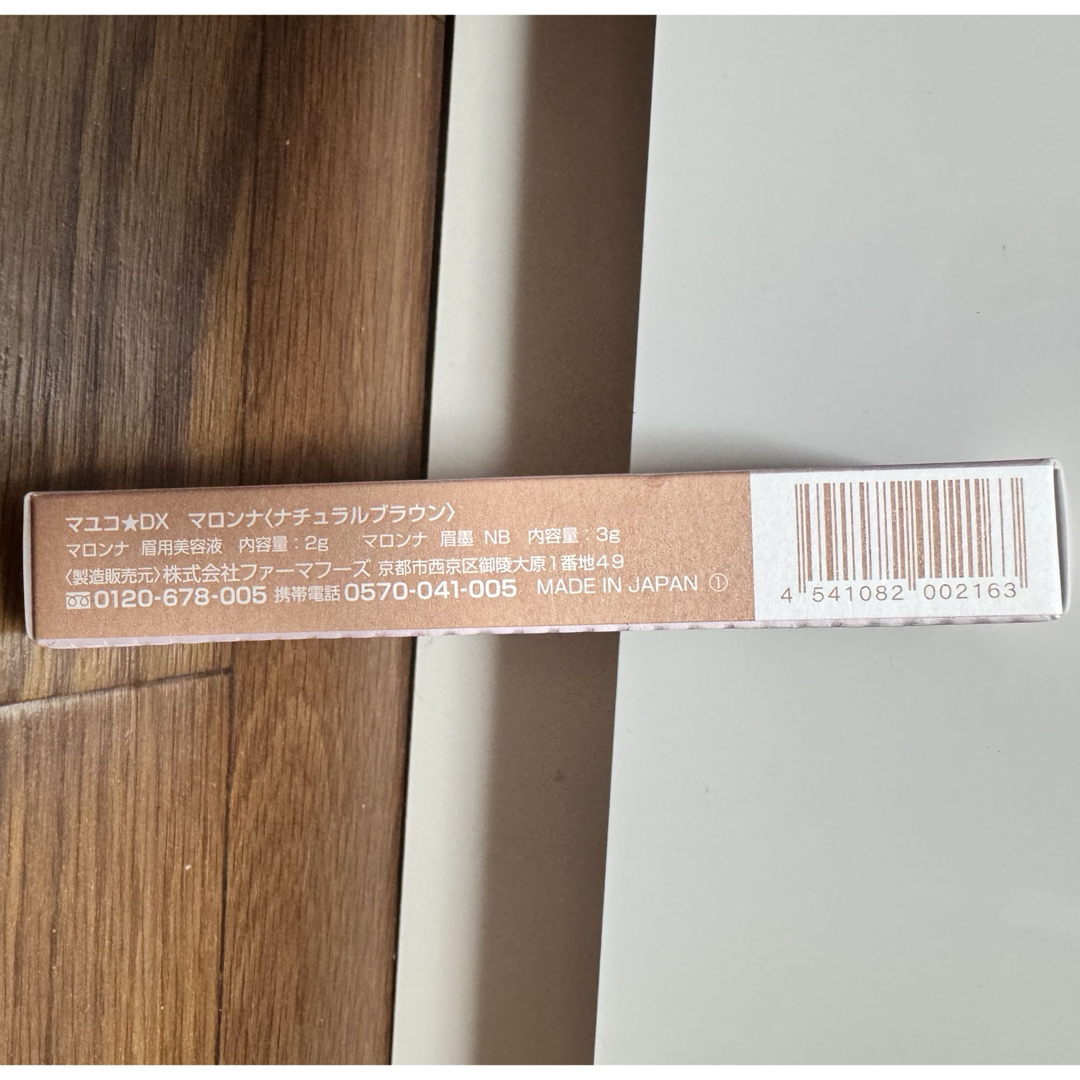 マユコ★DX マロンナ〈ナチュラルブラウン〉
マロンナ 眉用美容液 内容量：2g マロンナ 眉墨 NB 内容量：3g
〈製造販売元〉株式会社ファーマフーズ 京都市西京区御陵大原1番地49
0120-678-005 携帯電話 0570-041-005 MADE IN JAPAN ①
4 541082 002163